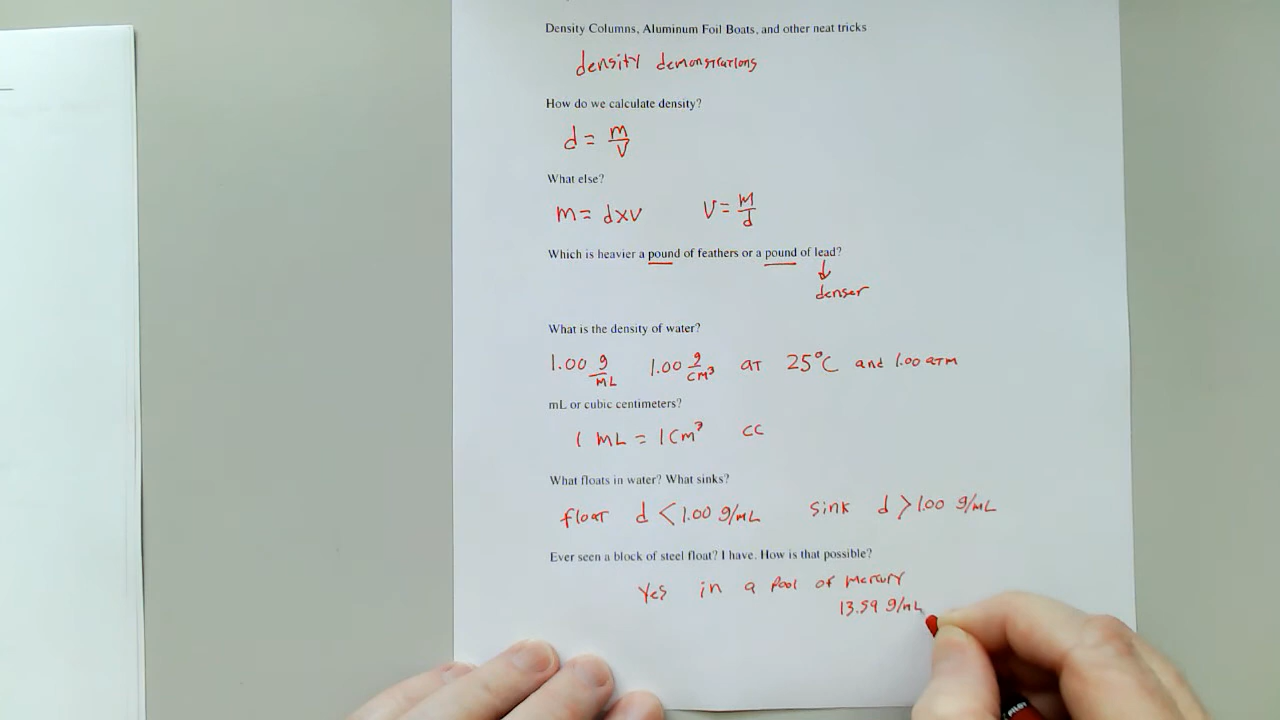 Density Columns, Aluminum Foil Boats, and other neat tricks
density demonstrations
How do we calculate density?
d = m/V
What else?
m = dxV V = M/d
Which is heavier a pound of feathers or a pound of lead?
denser
What is the density of water?
1.00 g/mL 1.00 g/cm³ at 25°C and 1.00 atm
mL or cubic centimeters?
1 mL = 1cm³ cc
What floats in water? What sinks?
float d < 1.00 g/mL sink d > 1.00 g/mL
Ever seen a block of steel float? I have. How is that possible?
Yes in a pool of mercury
13.59 g/mL
PILOT